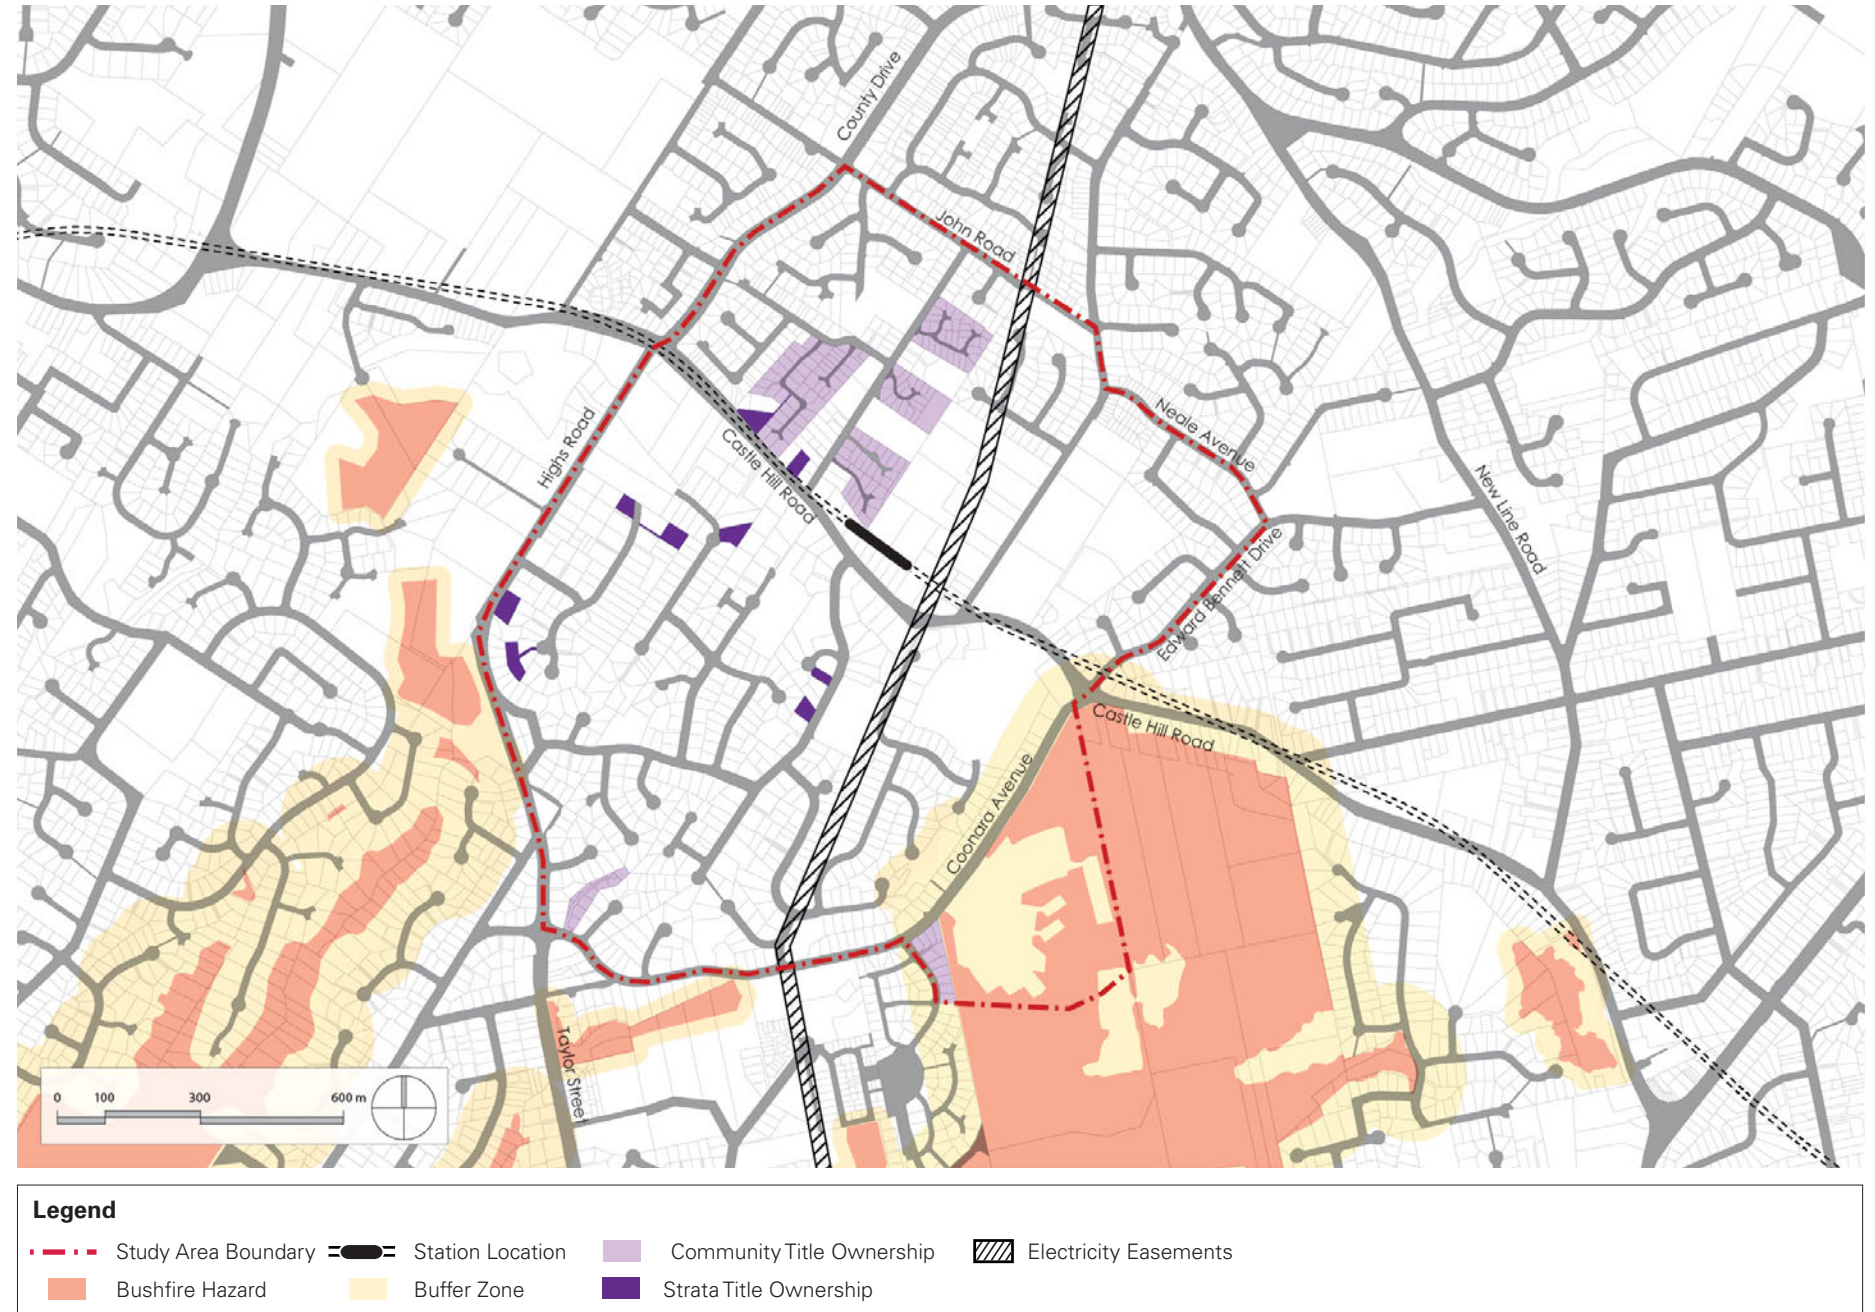 County Drive
John Road
Highs Road
Castle Hill Road
Neale Avenue
New Line Road
Edward Bennett Drive
Castle Hill Road
Coonara Avenue
Taylor Street
0 100 300 600 m
Legend
Study Area Boundary Station Location Community Title Ownership Electricity Easements
Bushfire Hazard Buffer Zone Strata Title Ownership